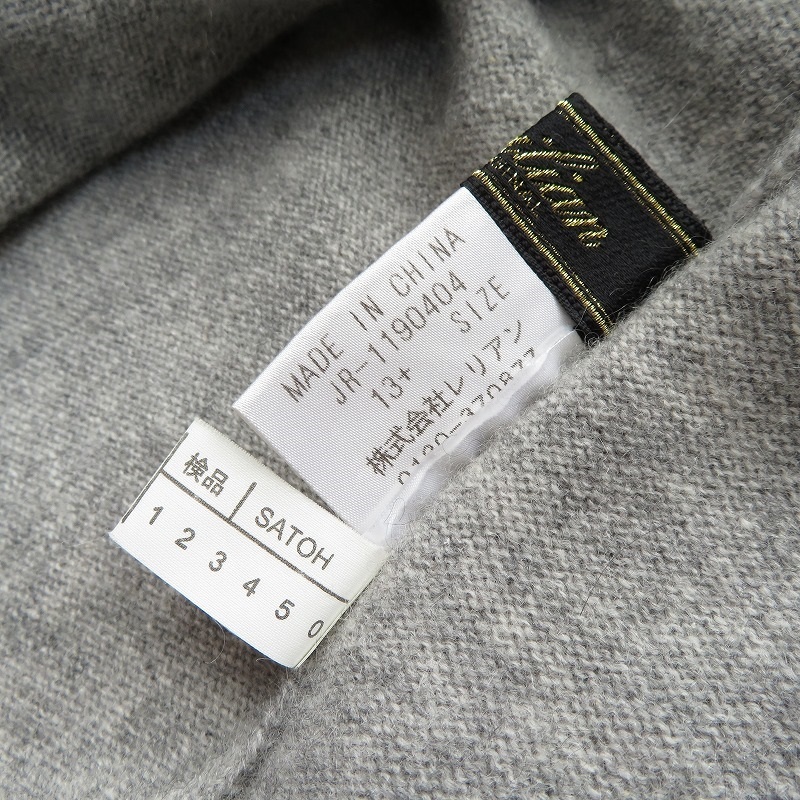 MADE IN CHINA
JR-1190404
13+ SIZE
株式会社レリアン
検品 SATOH
1 2 3 4 5 0